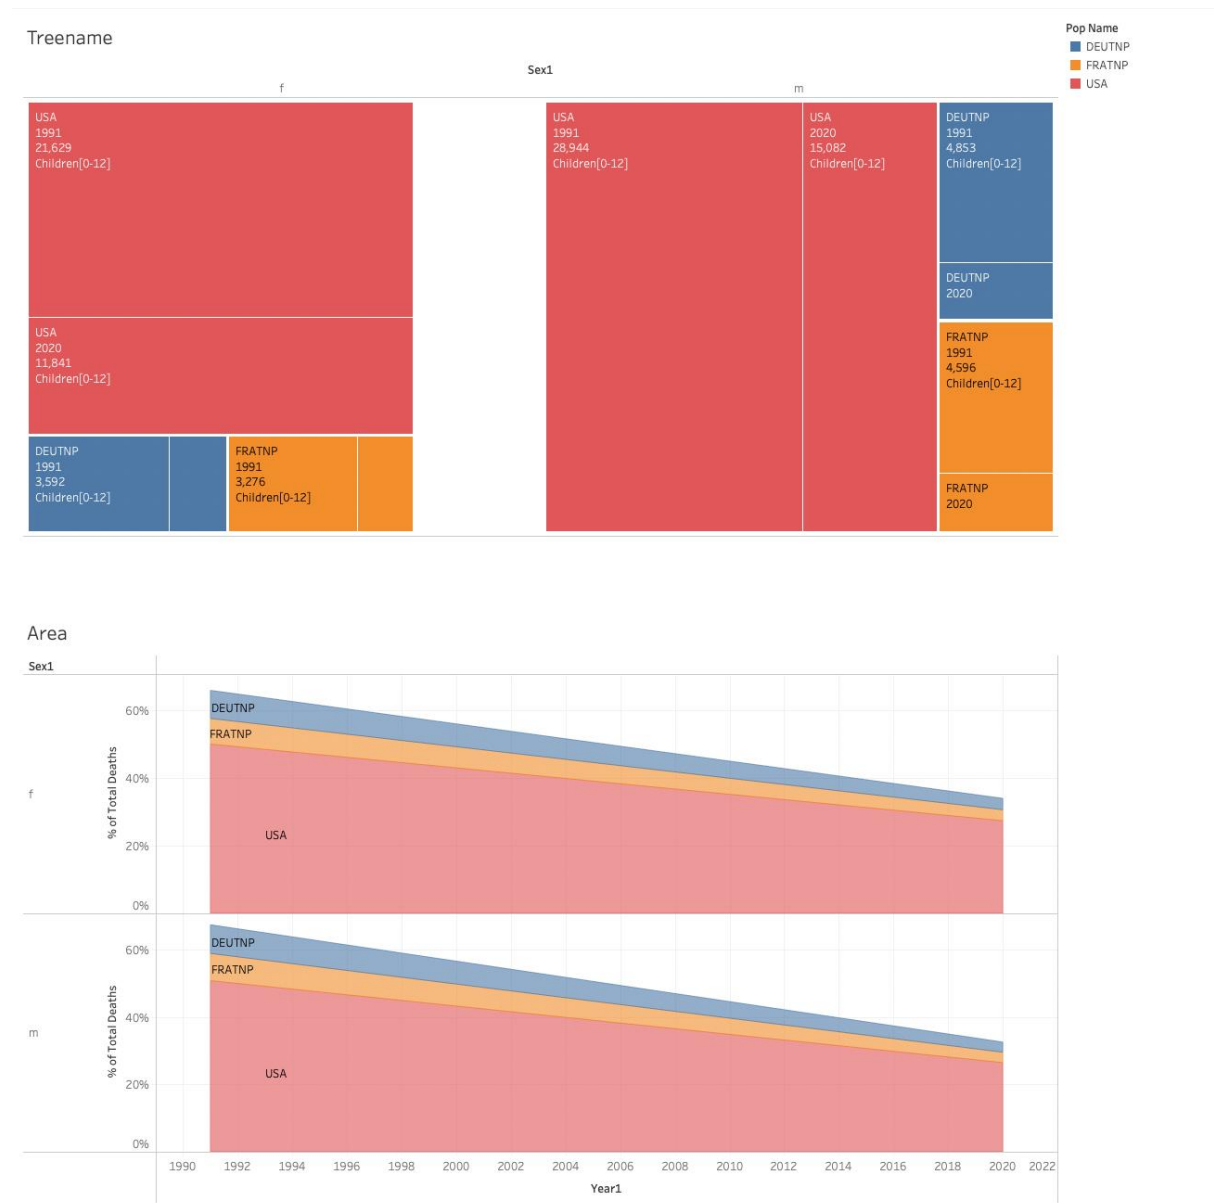 Treename
Pop Name
DEUTNP
FRATNP
USA
Sex1
f
m
USA
1991
21,629
Children[0-12]
USA
2020
11,841
Children[0-12]
DEUTNP
1991
3,592
Children[0-12]
FRATNP
1991
3,276
Children[0-12]
USA
1991
28,944
Children[0-12]
USA
2020
15,082
Children[0-12]
DEUTNP
1991
4,853
Children[0-12]
DEUTNP
2020
FRATNP
1991
4,596
Children[0-12]
FRATNP
2020
Area
Sex1
f
% of Total Deaths
60%
40%
20%
0%
DEUTNP
FRATNP
USA
m
% of Total Deaths
60%
40%
20%
0%
DEUTNP
FRATNP
USA
1990 1992 1994 1996 1998 2000 2002 2004 2006 2008 2010 2012 2014 2016 2018 2020 2022
Year1